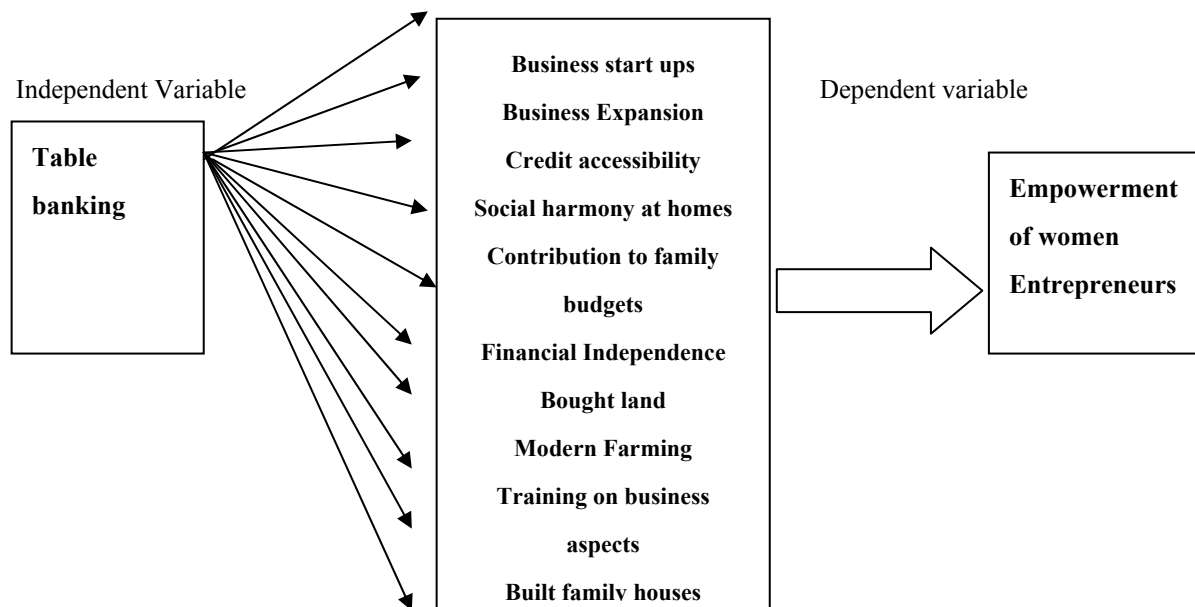 Independent Variable
Table
banking
Business start ups
Business Expansion
Credit accessibility
Social harmony at homes
Contribution to family
budgets
Financial Independence
Bought land
Modern Farming
Training on business
aspects
Built family houses
Dependent variable
Empowerment
of women
Entrepreneurs